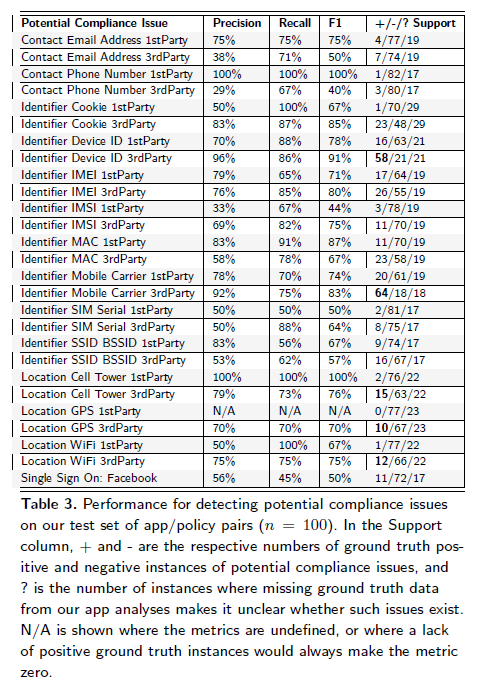 Potential Compliance Issue Precision Recall F1 +/-/? Support
Contact Email Address 1stParty 75% 75% 75% 4/77/19
Contact Email Address 3rdParty 38% 71% 50% 7/74/19
Contact Phone Number 1stParty 100% 100% 100% 1/82/17
Contact Phone Number 3rdParty 29% 67% 40% 3/80/17
Identifier Cookie 1stParty 50% 100% 67% 1/70/29
Identifier Cookie 3rdParty 83% 87% 85% 23/48/29
Identifier Device ID 1stParty 70% 88% 78% 16/63/21
Identifier Device ID 3rdParty 96% 86% 91% 58/21/21
Identifier IMEI 1stParty 79% 65% 71% 17/64/19
Identifier IMEI 3rdParty 76% 85% 80% 26/55/19
Identifier IMSI 1stParty 33% 67% 44% 3/78/19
Identifier IMSI 3rdParty 69% 82% 75% 11/70/19
Identifier MAC 1stParty 83% 91% 87% 11/70/19
Identifier MAC 3rdParty 58% 78% 67% 23/58/19
Identifier Mobile Carrier 1stParty 78% 70% 74% 20/61/19
Identifier Mobile Carrier 3rdParty 92% 75% 83% 64/18/18
Identifier SIM Serial 1stParty 50% 50% 50% 2/81/17
Identifier SIM Serial 3rdParty 50% 88% 64% 8/75/17
Identifier SSID BSSID 1stParty 83% 56% 67% 9/74/17
Identifier SSID BSSID 3rdParty 53% 62% 57% 16/67/17
Location Cell Tower 1stParty 100% 100% 100% 2/76/22
Location Cell Tower 3rdParty 79% 73% 76% 15/63/22
Location GPS 1stParty N/A N/A N/A 0/77/23
Location GPS 3rdParty 70% 70% 70% 10/67/23
Location WiFi 1stParty 50% 100% 67% 1/77/22
Location WiFi 3rdParty 75% 75% 75% 12/66/22
Single Sign On: Facebook 56% 45% 50% 11/72/17
Table 3. Performance for detecting potential compliance issues
on our test set of app/policy pairs (n = 100). In the Support
column, + and - are the respective numbers of ground truth pos-
itive and negative instances of potential compliance issues, and
? is the number of instances where missing ground truth data
from our app analyses makes it unclear whether such issues exist.
N/A is shown where the metrics are undefined, or where a lack
of positive ground truth instances would always make the metric
zero.